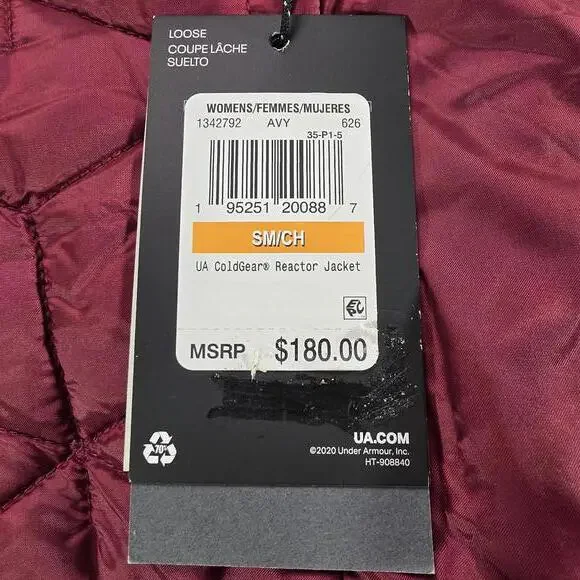 LOOSE
COUPE LÂCHE
SUELTO
WOMENS/FEMMES/MUJERES
1342792 AVY 626
35-P1-5
1 95251 20088 7
SM/CH
UA ColdGear® Reactor Jacket
MSRP $180.00
70%
UA.COM
©2020 Under Armour, Inc.
HT-908840